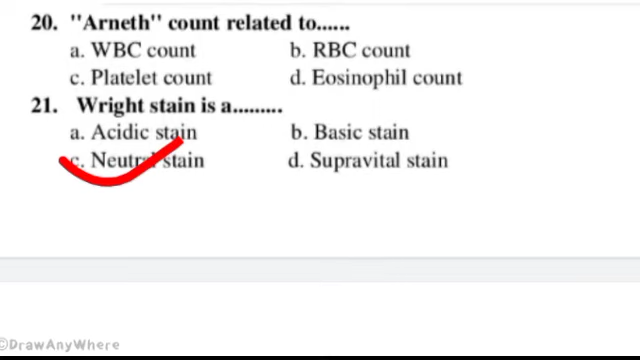 20. "Arneth" count related to......
a. WBC count b. RBC count
c. Platelet count d. Eosinophil count
21. Wright stain is a.........
a. Acidic stain b. Basic stain
c. Neutral stain d. Supravital stain
©DrawAnyWhere